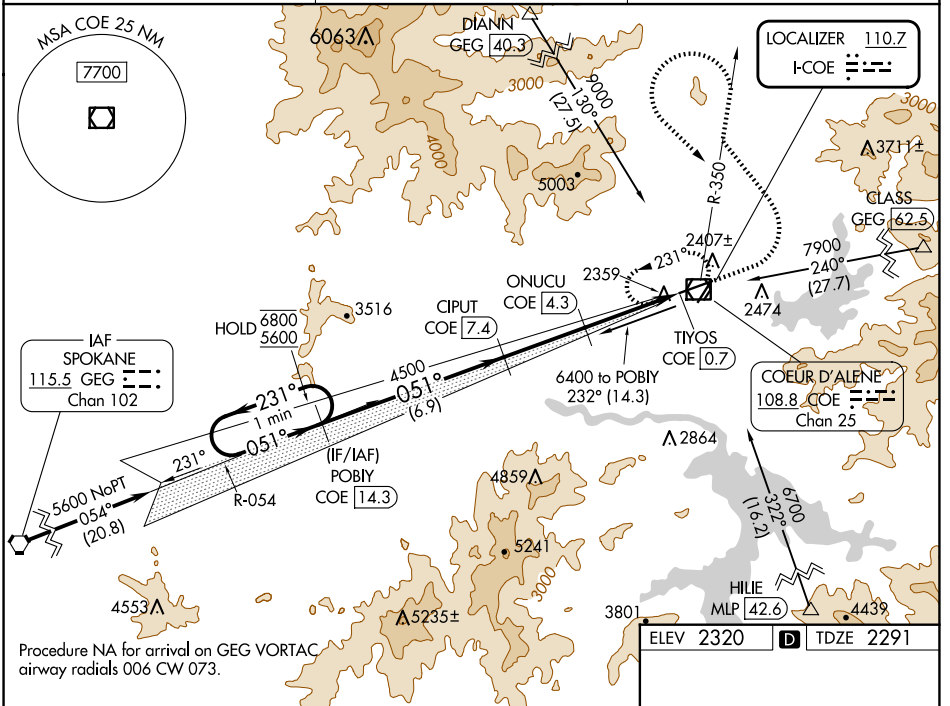 MSA COE 25 NM
7700
6063
DIANN
GEG 40.3
9000
130°
(27.5)
LOCALIZER 110.7
I-COE
3000
3000
4000
5003
R-350
3711±
CLASS
GEG 62.5
7900
240°
(27.7)
2407±
231°
2359
2474
ONUCU
COE 4.3
CIPUT
COE 7.4
3516
HOLD 6800
5600
TIYOS
COE 0.7
IAF
SPOKANE
115.5 GEG
Chan 102
4500
051°
(6.9)
6400 to POBIY
232° (14.3)
COEUR D'ALENE
108.8 COE
Chan 25
231°
1 min
051°
231°
(IF/IAF)
POBIY
COE 14.3
R-054
5600 NoPT
054°
(20.8)
2864
4859
6700
322°
(16.2)
5241
3000
HILIE
MLP 42.6
4553
5235±
3801
4439
Procedure NA for arrival on GEG VORTAC
airway radials 006 CW 073.
ELEV 2320 D TDZE 2291